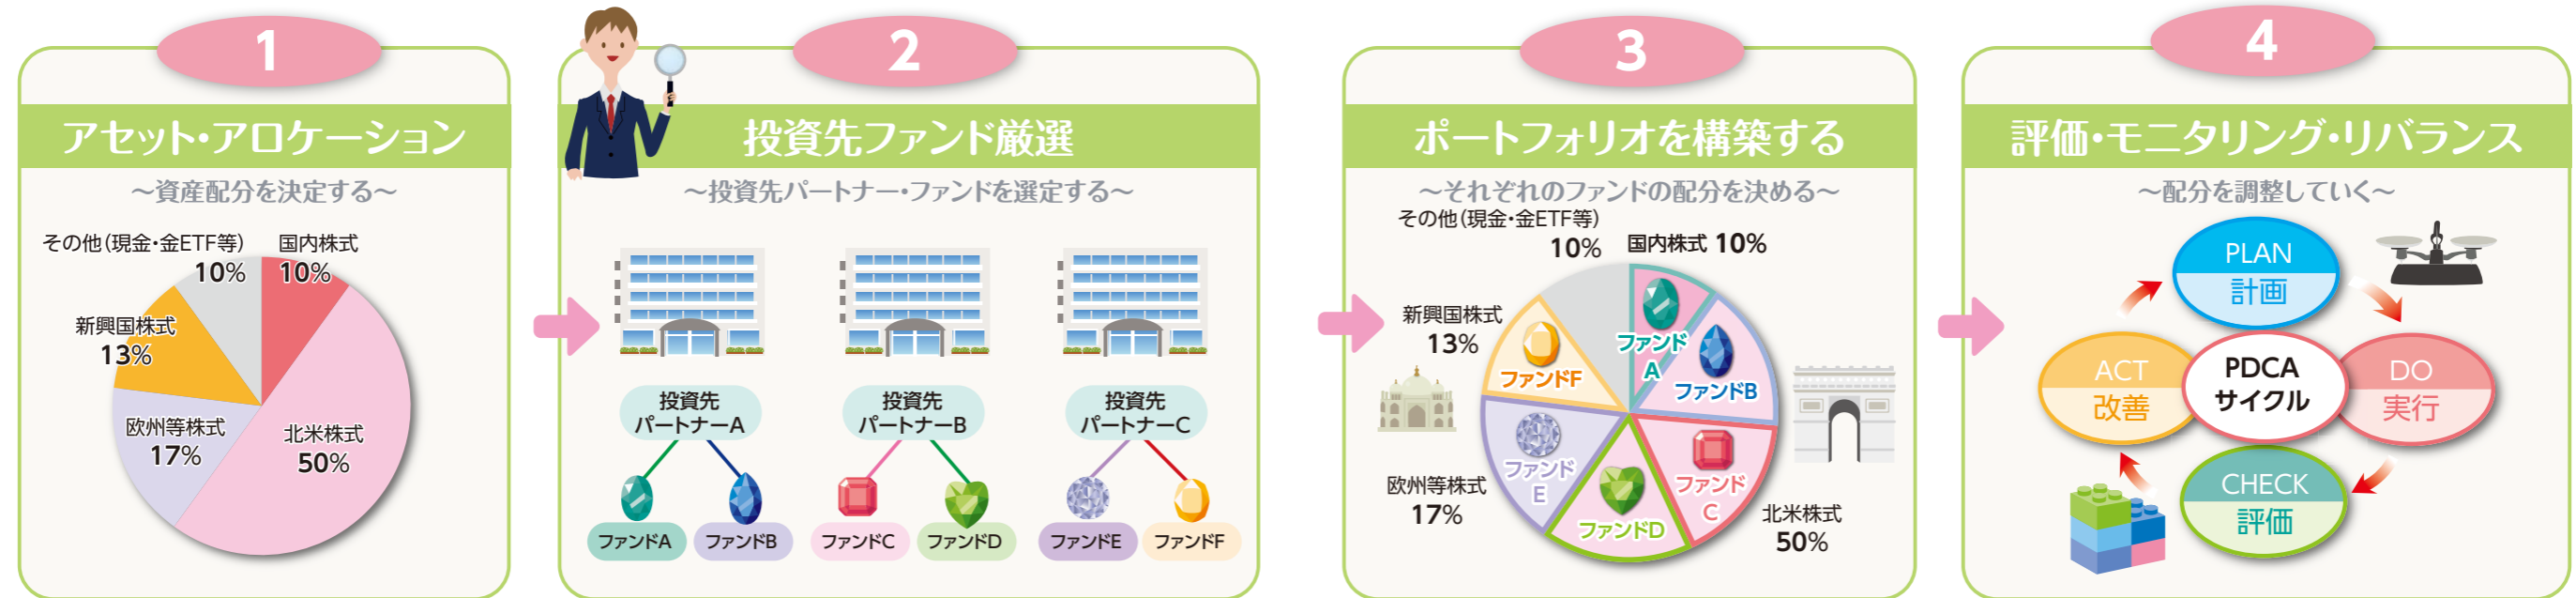 1
アセット・アロケーション
～資産配分を決定する～
その他（現金・金ETF等）
10%
国内株式
10%
新興国株式
13%
欧州等株式
17%
北米株式
50%
2
投資先ファンド厳選
～投資先パートナー・ファンドを選定する～
投資先
パートナーA
投資先
パートナーB
投資先
パートナーC
ファンドA
ファンドB
ファンドC
ファンドD
ファンドE
ファンドF
3
ポートフォリオを構築する
～それぞれのファンドの配分を決める～
その他（現金・金ETF等）
10%
国内株式 10%
新興国株式
13%
ファンド
A
ファンドB
ファンドF
ファンド
E
ファンド
C
ファンドD
欧州等株式
17%
北米株式
50%
4
評価・モニタリング・リバランス
～配分を調整していく～
PLAN
計画
ACT
改善
PDCA
サイクル
DO
実行
CHECK
評価